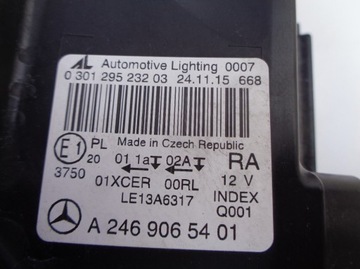 AL Automotive Lighting 0007
0 301 295 232 03 24.11.15 668
Made in Czech Republic
E1 PL 01 1a 02A RA
20
3750 01XCER 00RL 12 V
LE13A6317 INDEX
Q001
A 246 906 54 01